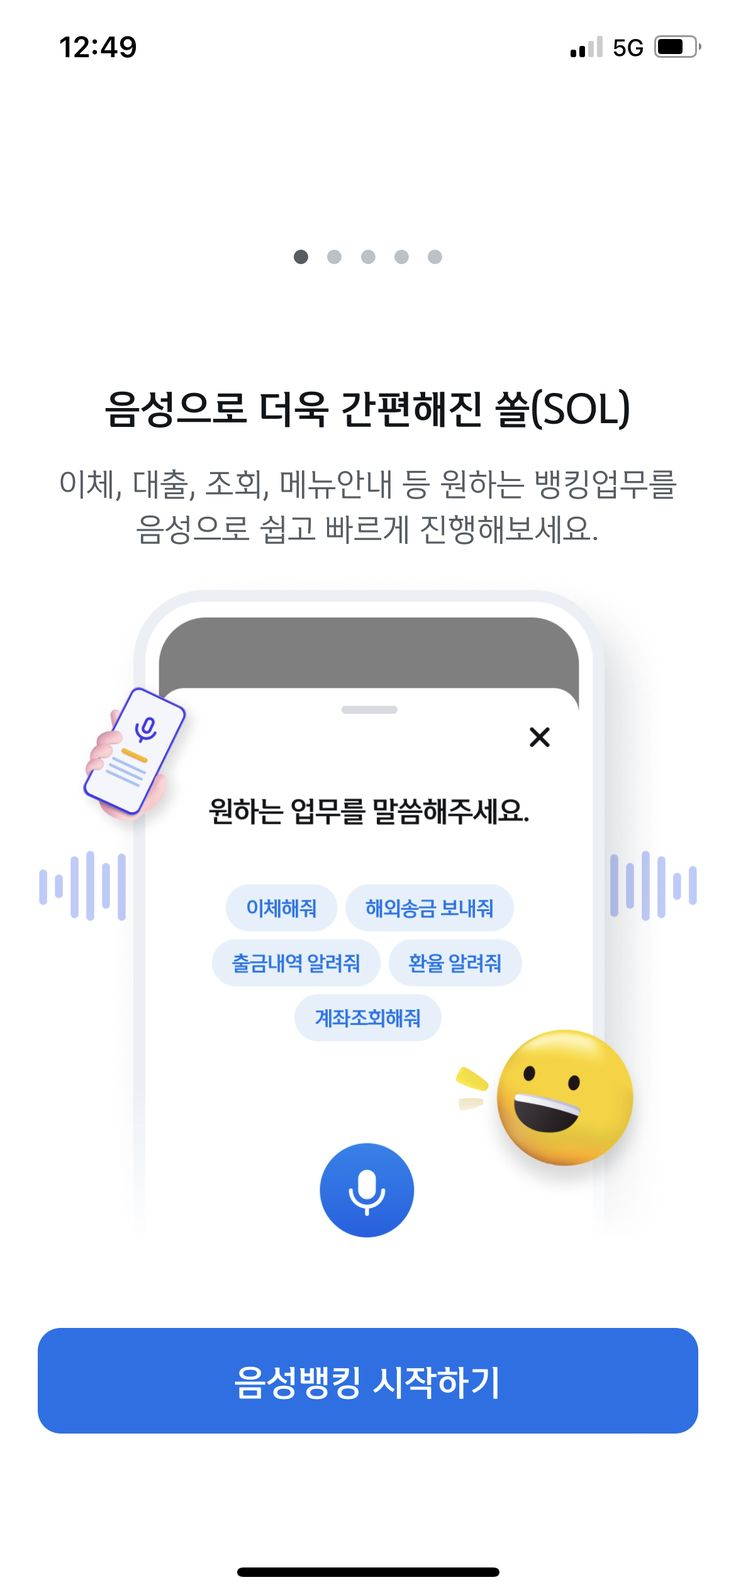 12:49
5G
음성으로 더욱 간편해진 쏠(SOL)
이체, 대출, 조회, 메뉴안내 등 원하는 뱅킹업무를
음성으로 쉽고 빠르게 진행해보세요.
원하는 업무를 말씀해주세요.
이체해줘 해외송금 보내줘
출금내역 알려줘 환율 알려줘
계좌조회해줘
음성뱅킹 시작하기